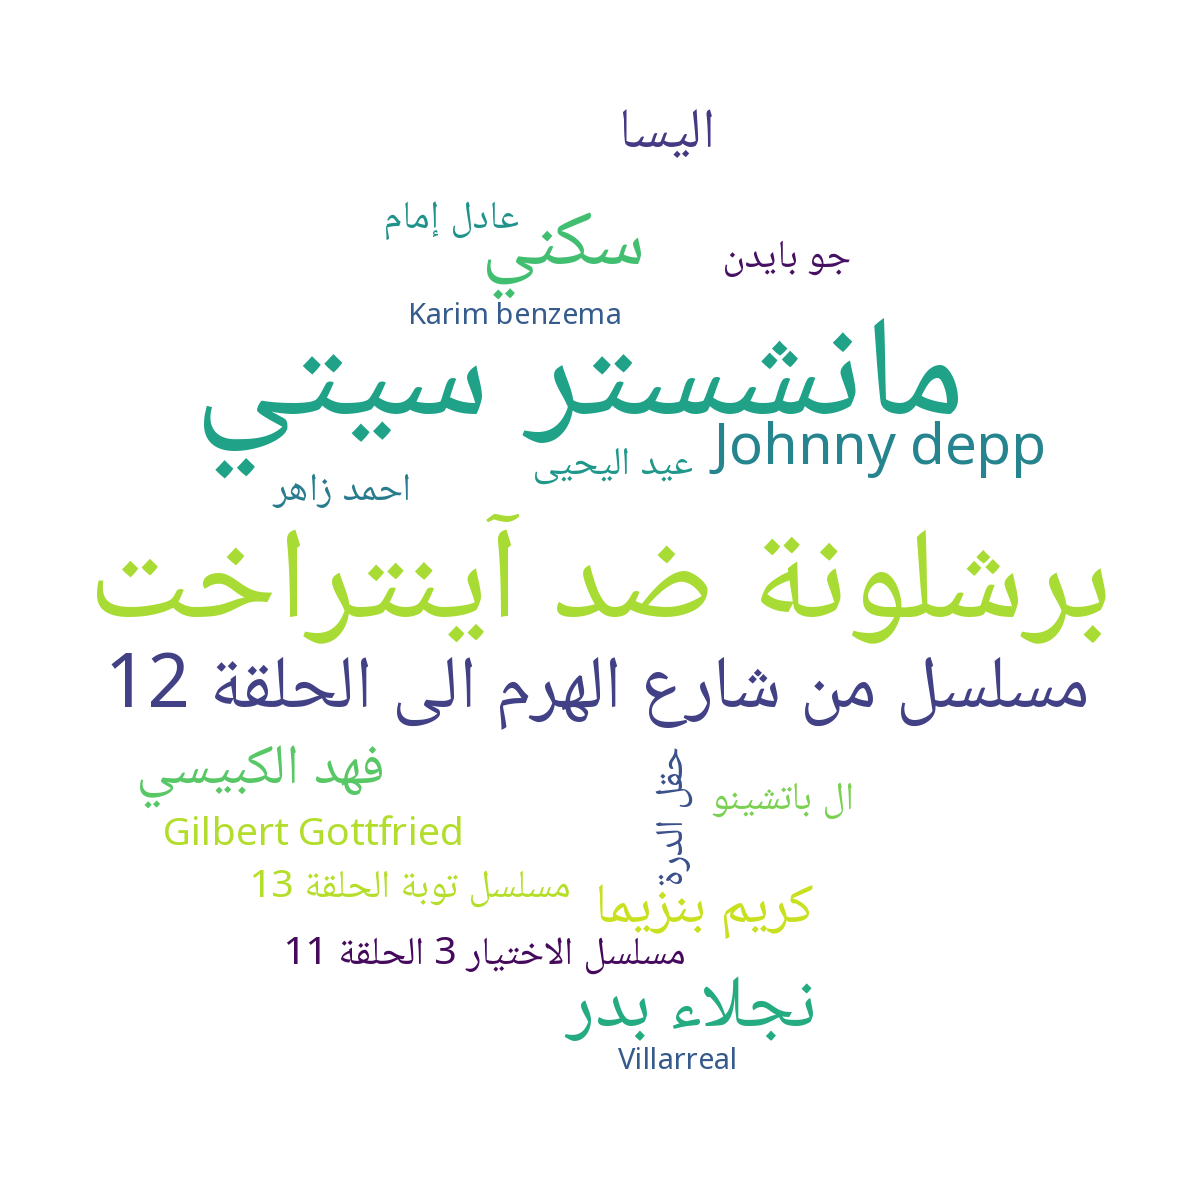 اليسا
عادل إمام
سكني
جو بايدن
Karim benzema
مانشستر سيتي
Johnny depp
عيد اليحيى
احمد زاهر
برشلونة ضد آينتراخت
مسلسل من شارع الهرم الى الحلقة 12
فهد الكبيسي
حقل الدرة
ال باتشينو
Gilbert Gottfried
مسلسل توبة الحلقة 13
كريم بنزيما
مسلسل الاختيار 3 الحلقة 11
نجلاء بدر
Villarreal